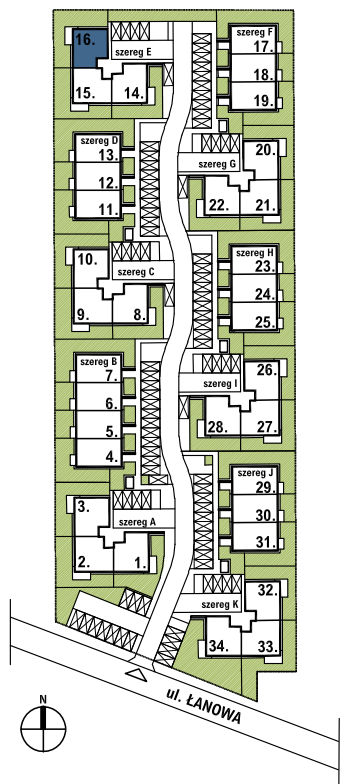 16.
szereg E
15.
14.
szereg F
17.
18.
19.
szereg D
13.
12.
11.
szereg G
20.
22.
21.
10.
szereg C
9.
8.
szereg H
23.
24.
25.
szereg B
7.
6.
5.
4.
szereg I
26.
28.
27.
3.
szereg A
2.
1.
szereg J
29.
30.
31.
szereg K
32.
34.
33.
ul. ŁANOWA
N